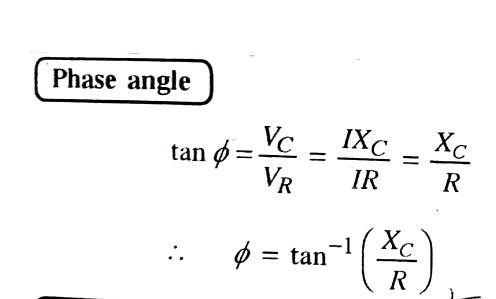 Phase angle
tan ϕ = V_C / V_R = IX_C / IR = X_C / R
∴ ϕ = tan⁻¹ (X_C / R)